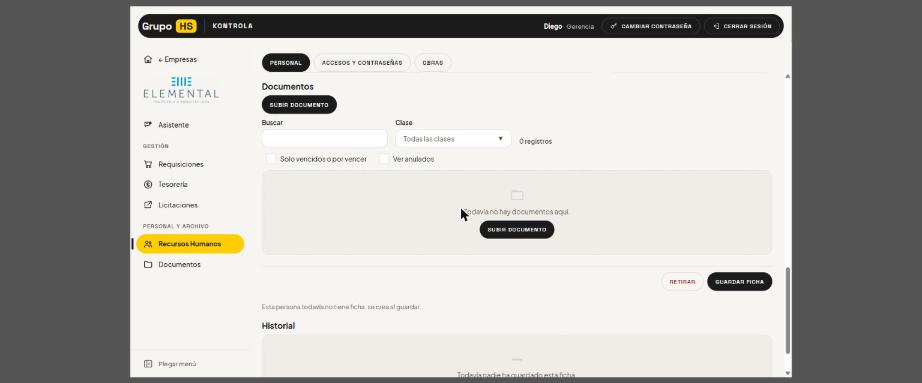 Grupo HS KONTROLA Diego · Gerencia CAMBIAR CONTRASEÑA CERRAR SESIÓN
← Empresas
PERSONAL ACCESOS Y CONTRASEÑAS OBRAS
ELEMENTAL
Documentos
SUBIR DOCUMENTO
Asistente
Buscar Clase
Todas las clases 0 registros
GESTIÓN
Requisiciones
Solo vencidos o por vencer Ver anulados
Tesorería
Licitaciones
Todavía no hay documentos aquí.
SUBIR DOCUMENTO
PERSONAL Y ARCHIVO
Recursos Humanos
Documentos
RETIRAR GUARDAR FICHA
Esta persona todavía no tiene ficha: se crea al guardar.
Historial
Plegar menú
Todavía nadie ha guardado esta ficha